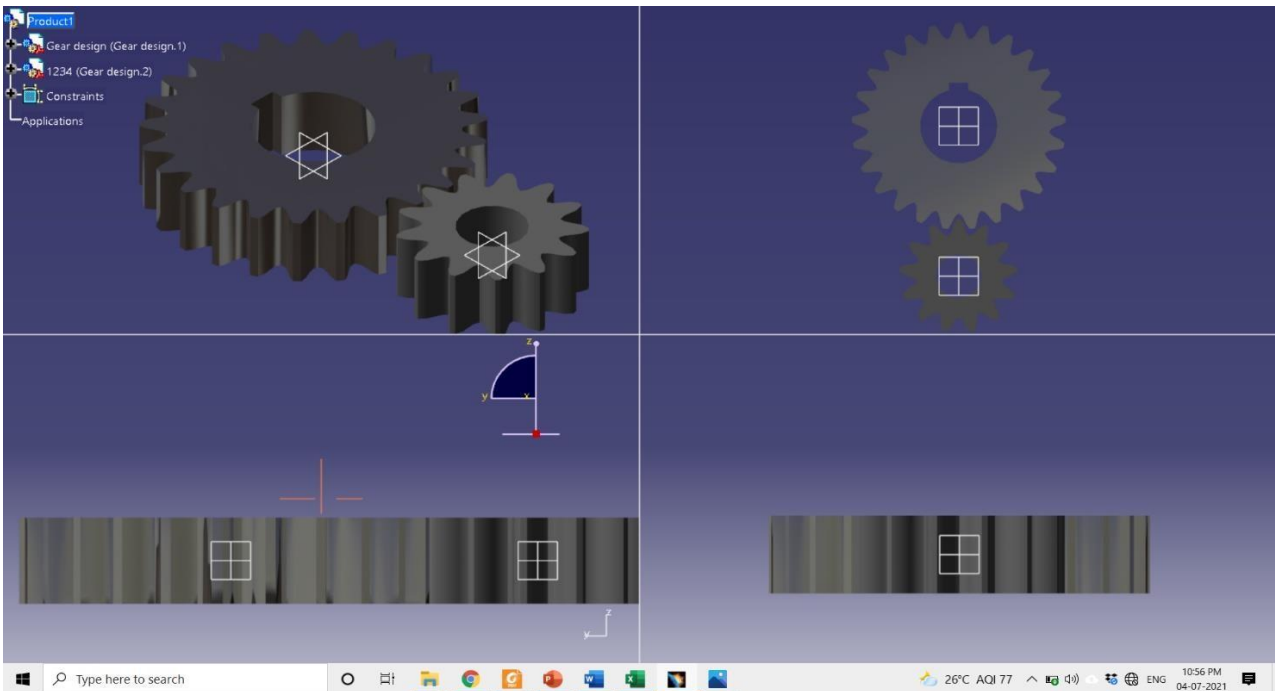 Product1
Gear design (Gear design.1)
1234 (Gear design.2)
Constraints
Applications
z
y x
z
y
Type here to search
26°C AQI 77
ENG
10:56 PM
04-07-2021